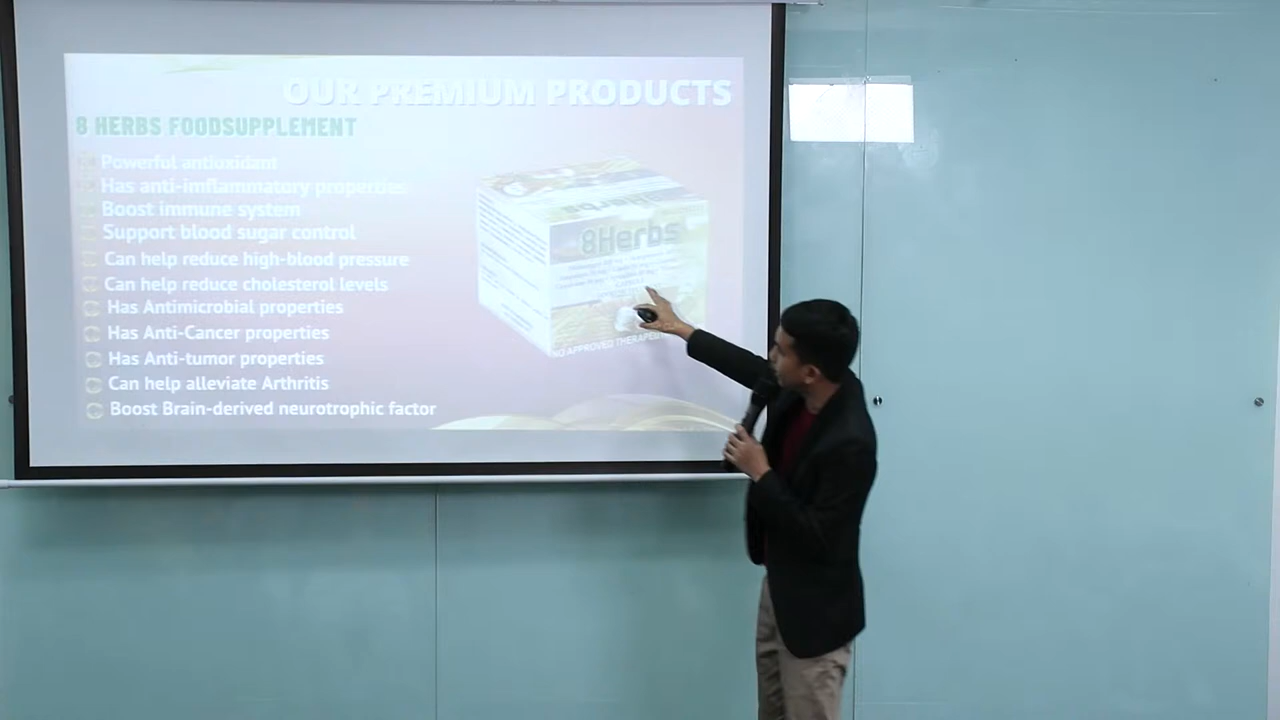 OUR PREMIUM PRODUCTS
8 HERBS FOODSUPPLEMENT
Powerful antioxidant
Has anti-imflammatory properties
Boost immune system
Support blood sugar control
Can help reduce high-blood pressure
Can help reduce cholesterol levels
Has Antimicrobial properties
Has Anti-Cancer properties
Has Anti-tumor properties
Can help alleviate Arthritis
Boost Brain-derived neurotrophic factor
8Herbs
8Herbs
NO APPROVED THERAPEUTIC